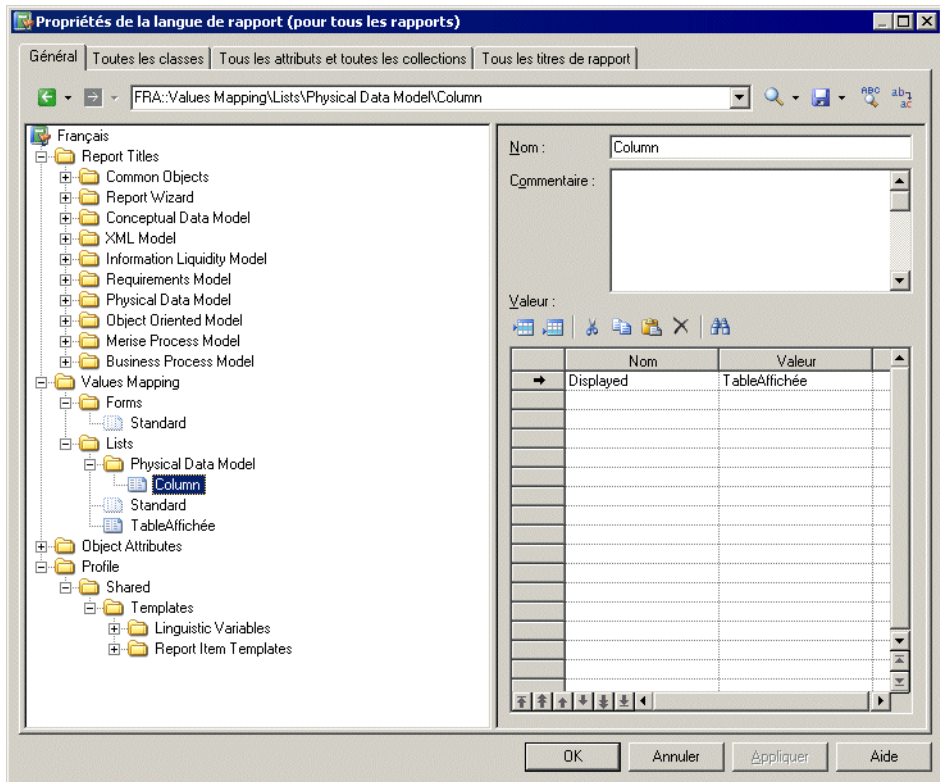 Propriétés de la langue de rapport (pour tous les rapports)
Général Toutes les classes Tous les attributs et toutes les collections Tous les titres de rapport
FRA::Values Mapping\Lists\Physical Data Model\Column
Français
Report Titles
Common Objects
Report Wizard
Conceptual Data Model
XML Model
Information Liquidity Model
Requirements Model
Physical Data Model
Object Oriented Model
Merise Process Model
Business Process Model
Values Mapping
Forms
Standard
Lists
Physical Data Model
Column
Standard
TableAffichée
Object Attributes
Profile
Shared
Templates
Linguistic Variables
Report Item Templates
Nom : Column
Commentaire :
Valeur :
Nom Valeur
Displayed TableAffichée
OK Annuler Appliquer Aide